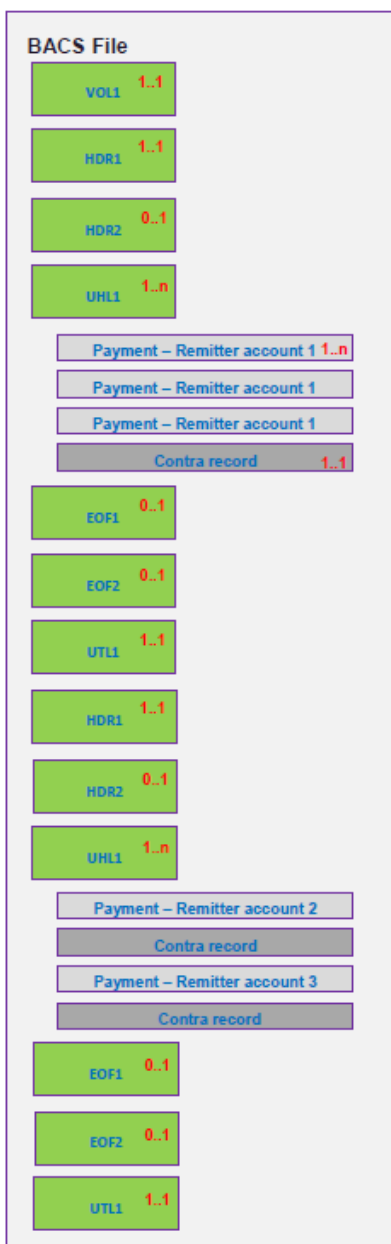 BACS File
VOL1 1..1
HDR1 1..1
HDR2 0..1
UHL1 1..n
Payment – Remitter account 1 1..n
Payment – Remitter account 1
Payment – Remitter account 1
Contra record 1..1
EOF1 0..1
EOF2 0..1
UTL1 1..1
HDR1 1..1
HDR2 0..1
UHL1 1..n
Payment – Remitter account 2
Contra record
Payment – Remitter account 3
Contra record
EOF1 0..1
EOF2 0..1
UTL1 1..1